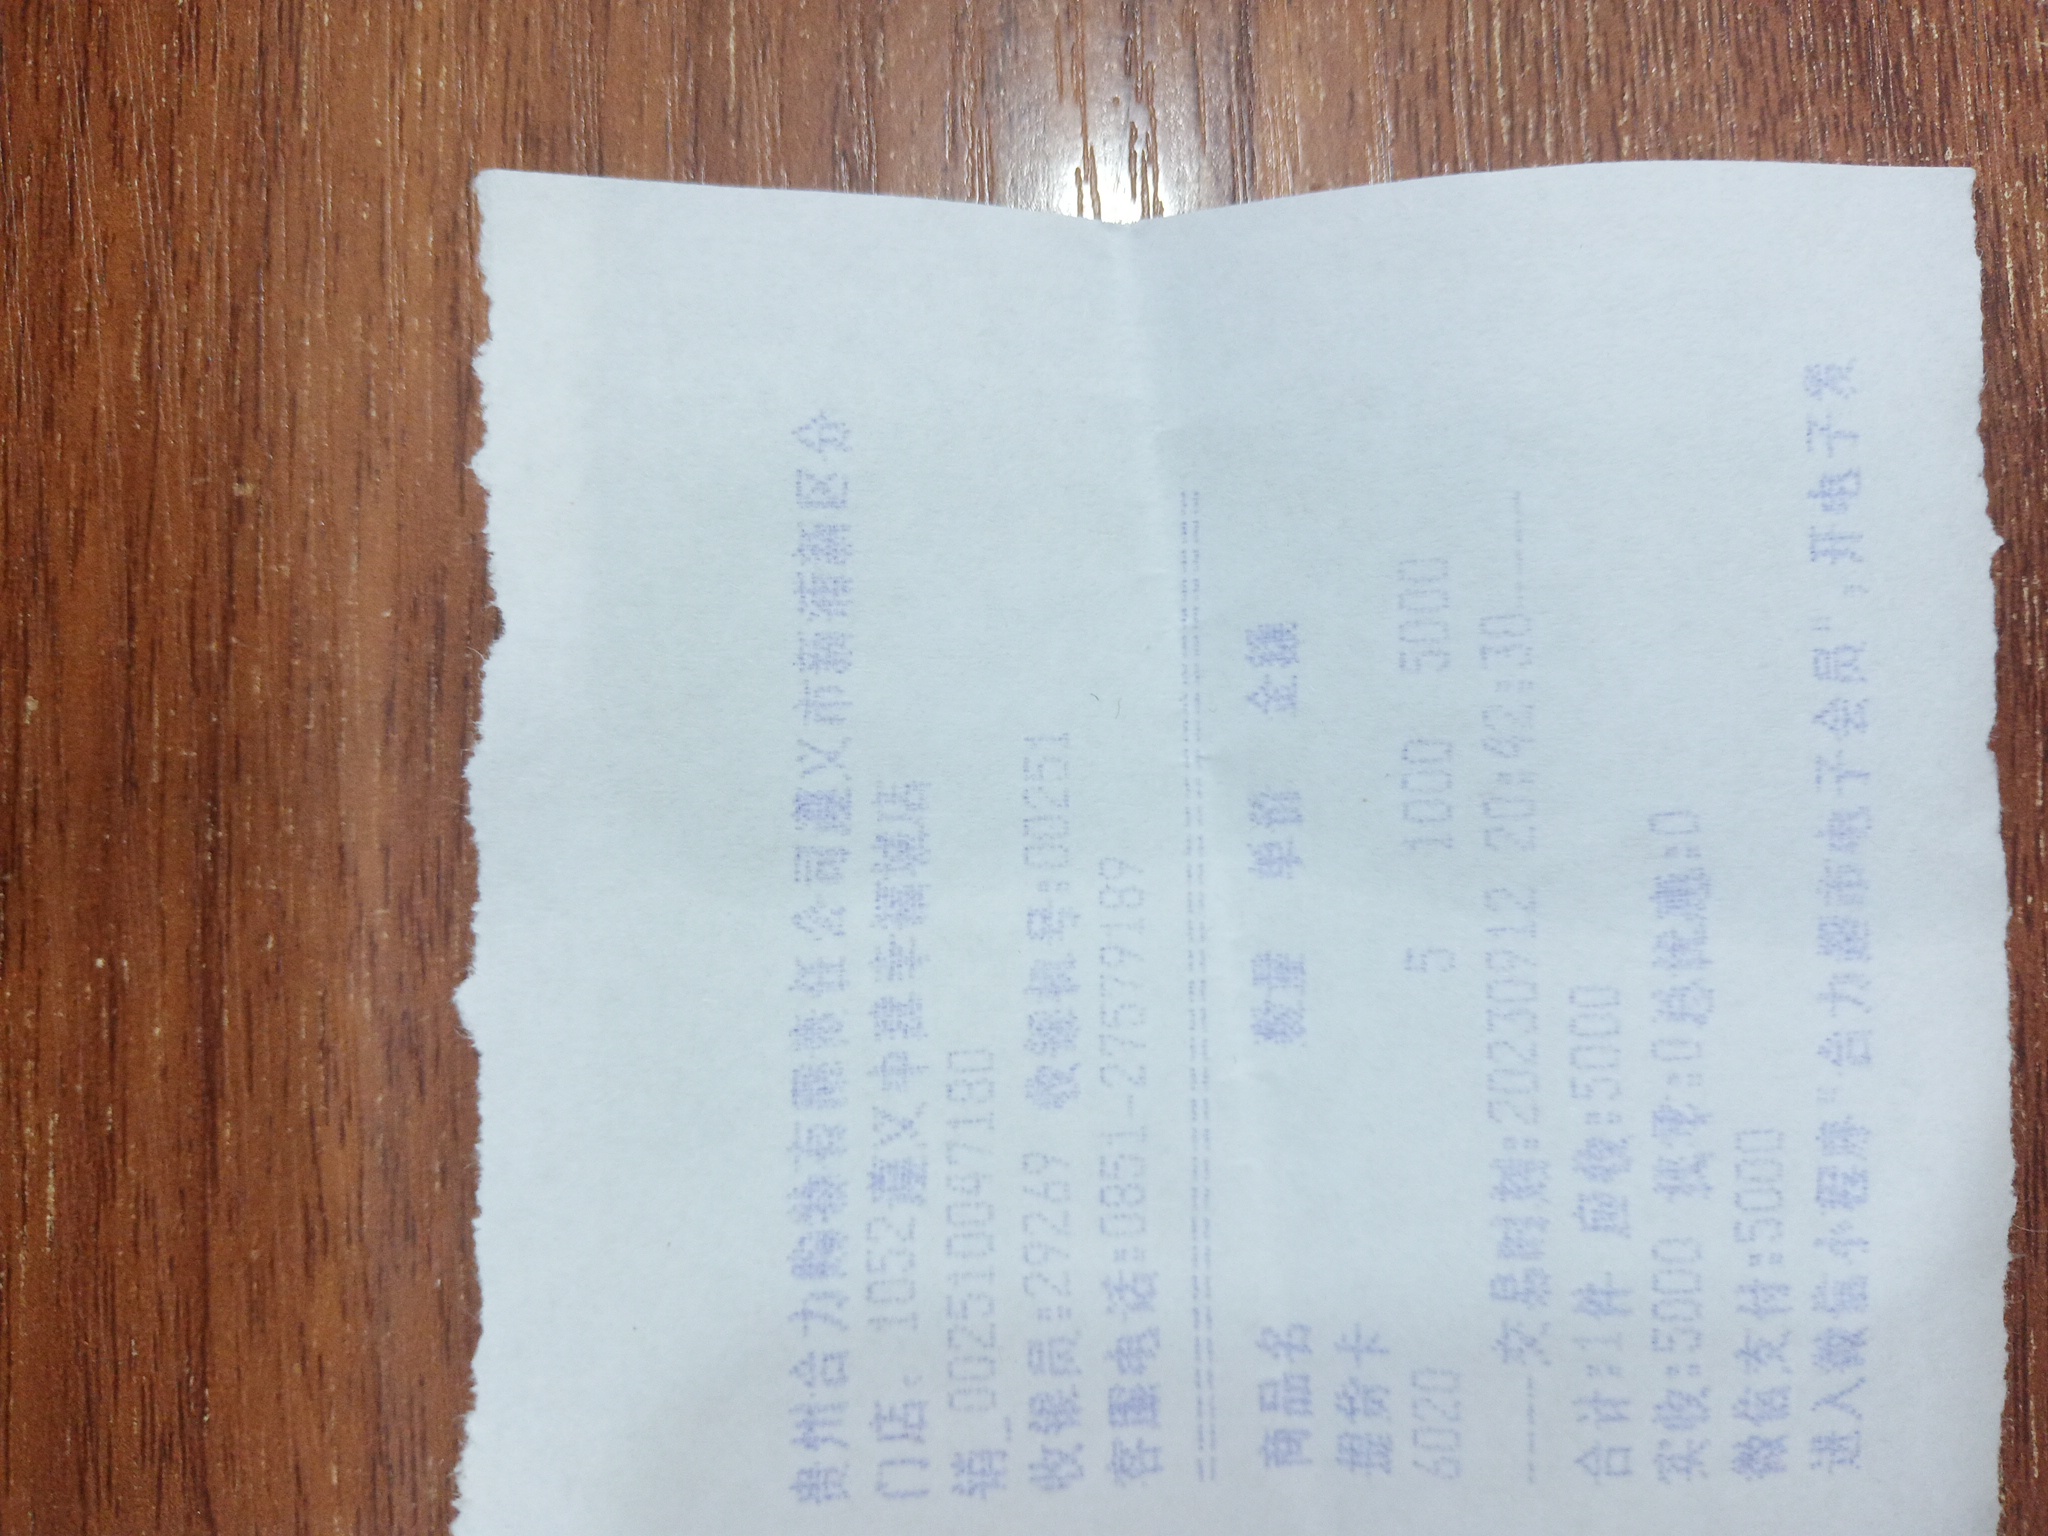 贵州合力购物有限责任公司遵义市新蒲新区分
门店: 1052遵义中建幸福城店
销_002510047180
收银员:29269 收银机号:00251
客服电话:0851-27579189
========================================
商品名 数量 单价 金额
提货卡
6020 5 1000 5000
-----交易时刻:20230912 20:42:30-----
合计:1件 应收:5000
实收:5000 找零:0总优惠:0
微信支付:5000
进入微信小程序"合力超市电子会员",开电子发